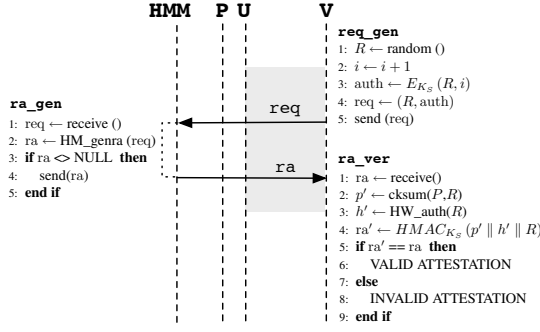 HMM P U V
req_gen
1: R ← random ()
2: i ← i + 1
3: auth ← E_{K_S} (R, i)
4: req ← (R, auth)
5: send (req)
req
ra_gen
1: req ← receive ()
2: ra ← HM_genra (req)
3: if ra <> NULL then
4: send(ra)
5: end if
ra
ra_ver
1: ra ← receive()
2: p′ ← cksum(P,R)
3: h′ ← HW_auth(R)
4: ra′ ← HMAC_{K_S} (p′ ∥ h′ ∥ R)
5: if ra′ == ra then
6: VALID ATTESTATION
7: else
8: INVALID ATTESTATION
9: end if